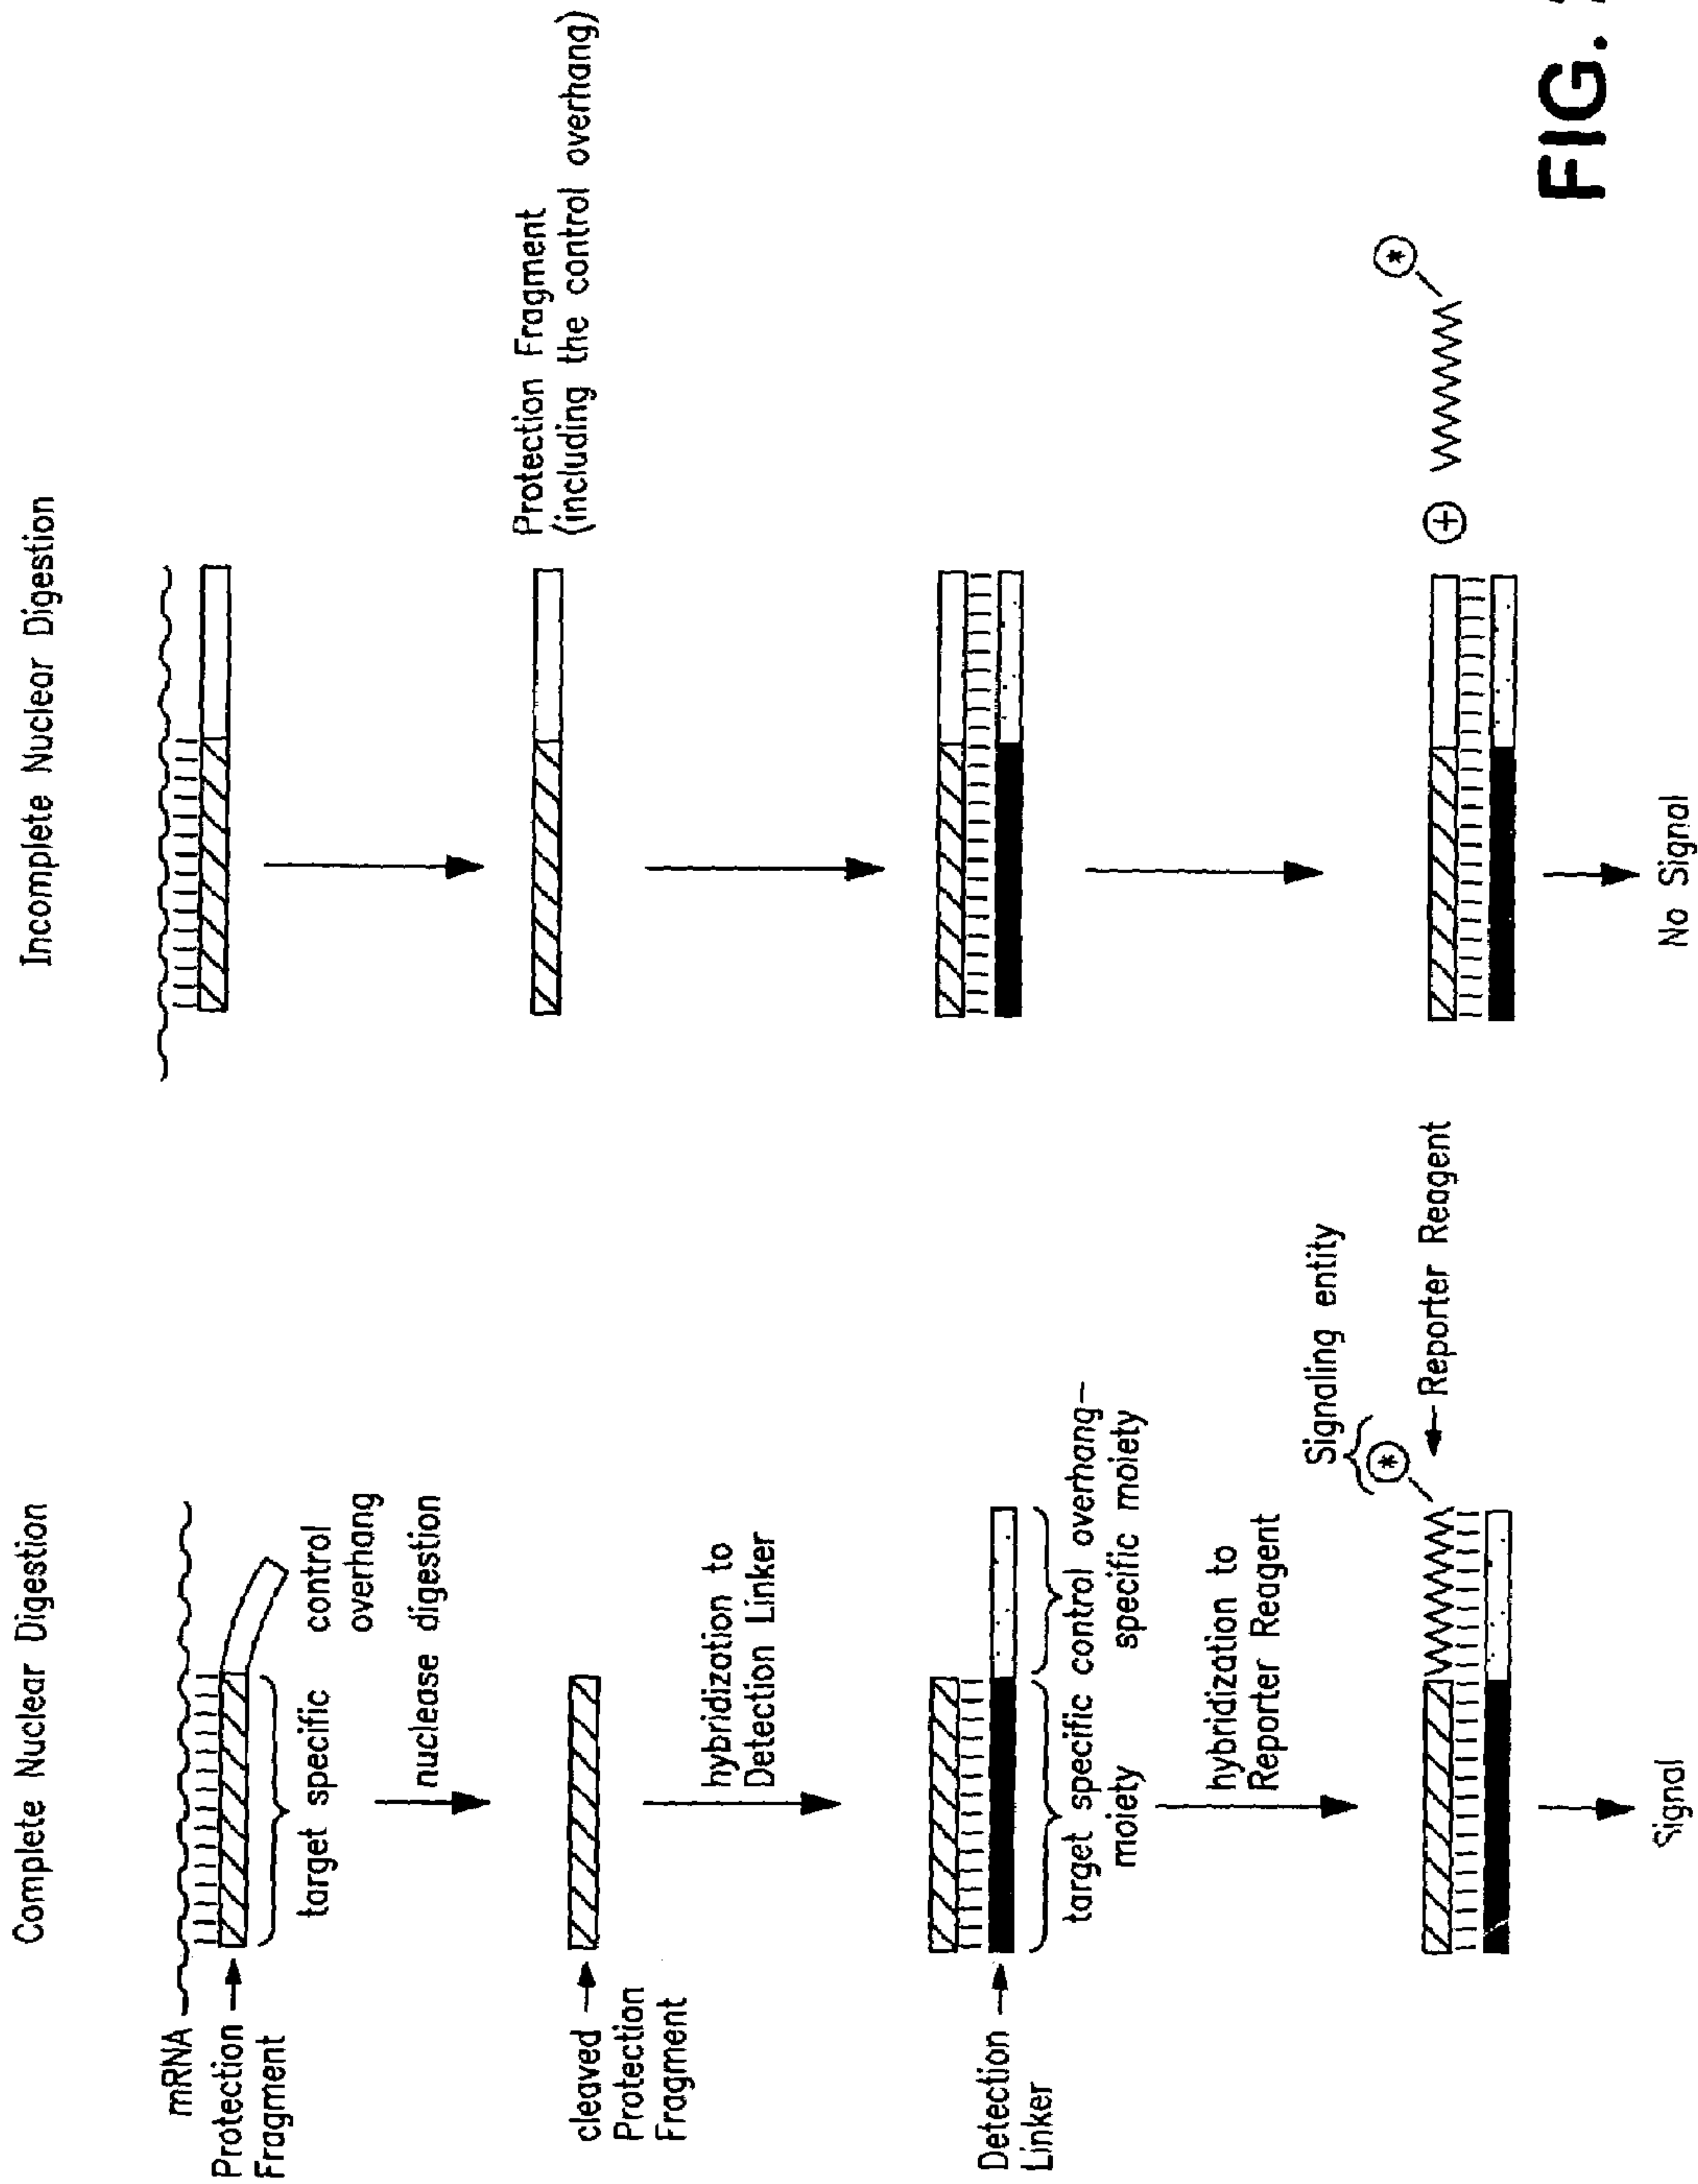 Complete Nuclear Digestion
mRNA
Protection
Fragment
target specific
control
overhang
nuclease digestion
cleaved
Protection
Fragment
hybridization to
Detection Linker
Detection
Linker
target specific
moiety
control overhang-
specific moiety
hybridization to
Reporter Reagent
Signaling entity
*
Reporter Reagent
Signal
Incomplete Nuclear Digestion
Protection Fragment
(including the control overhang)
+
*
No Signal
FIG.